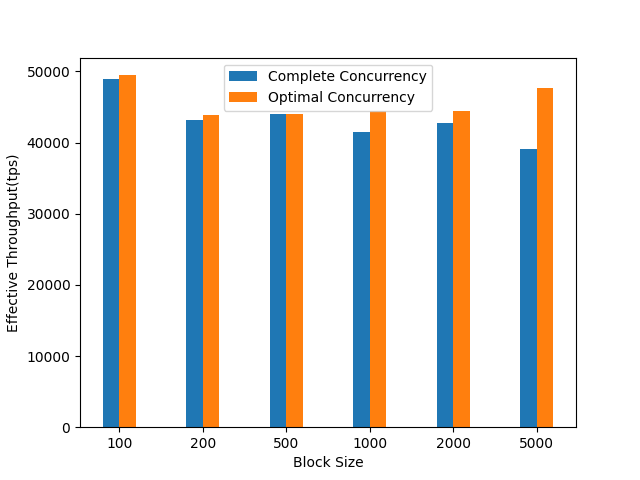 50000
40000
30000
20000
10000
0
Effective Throughput(tps)
Complete Concurrency
Optimal Concurrency
100 200 500 1000 2000 5000
Block Size